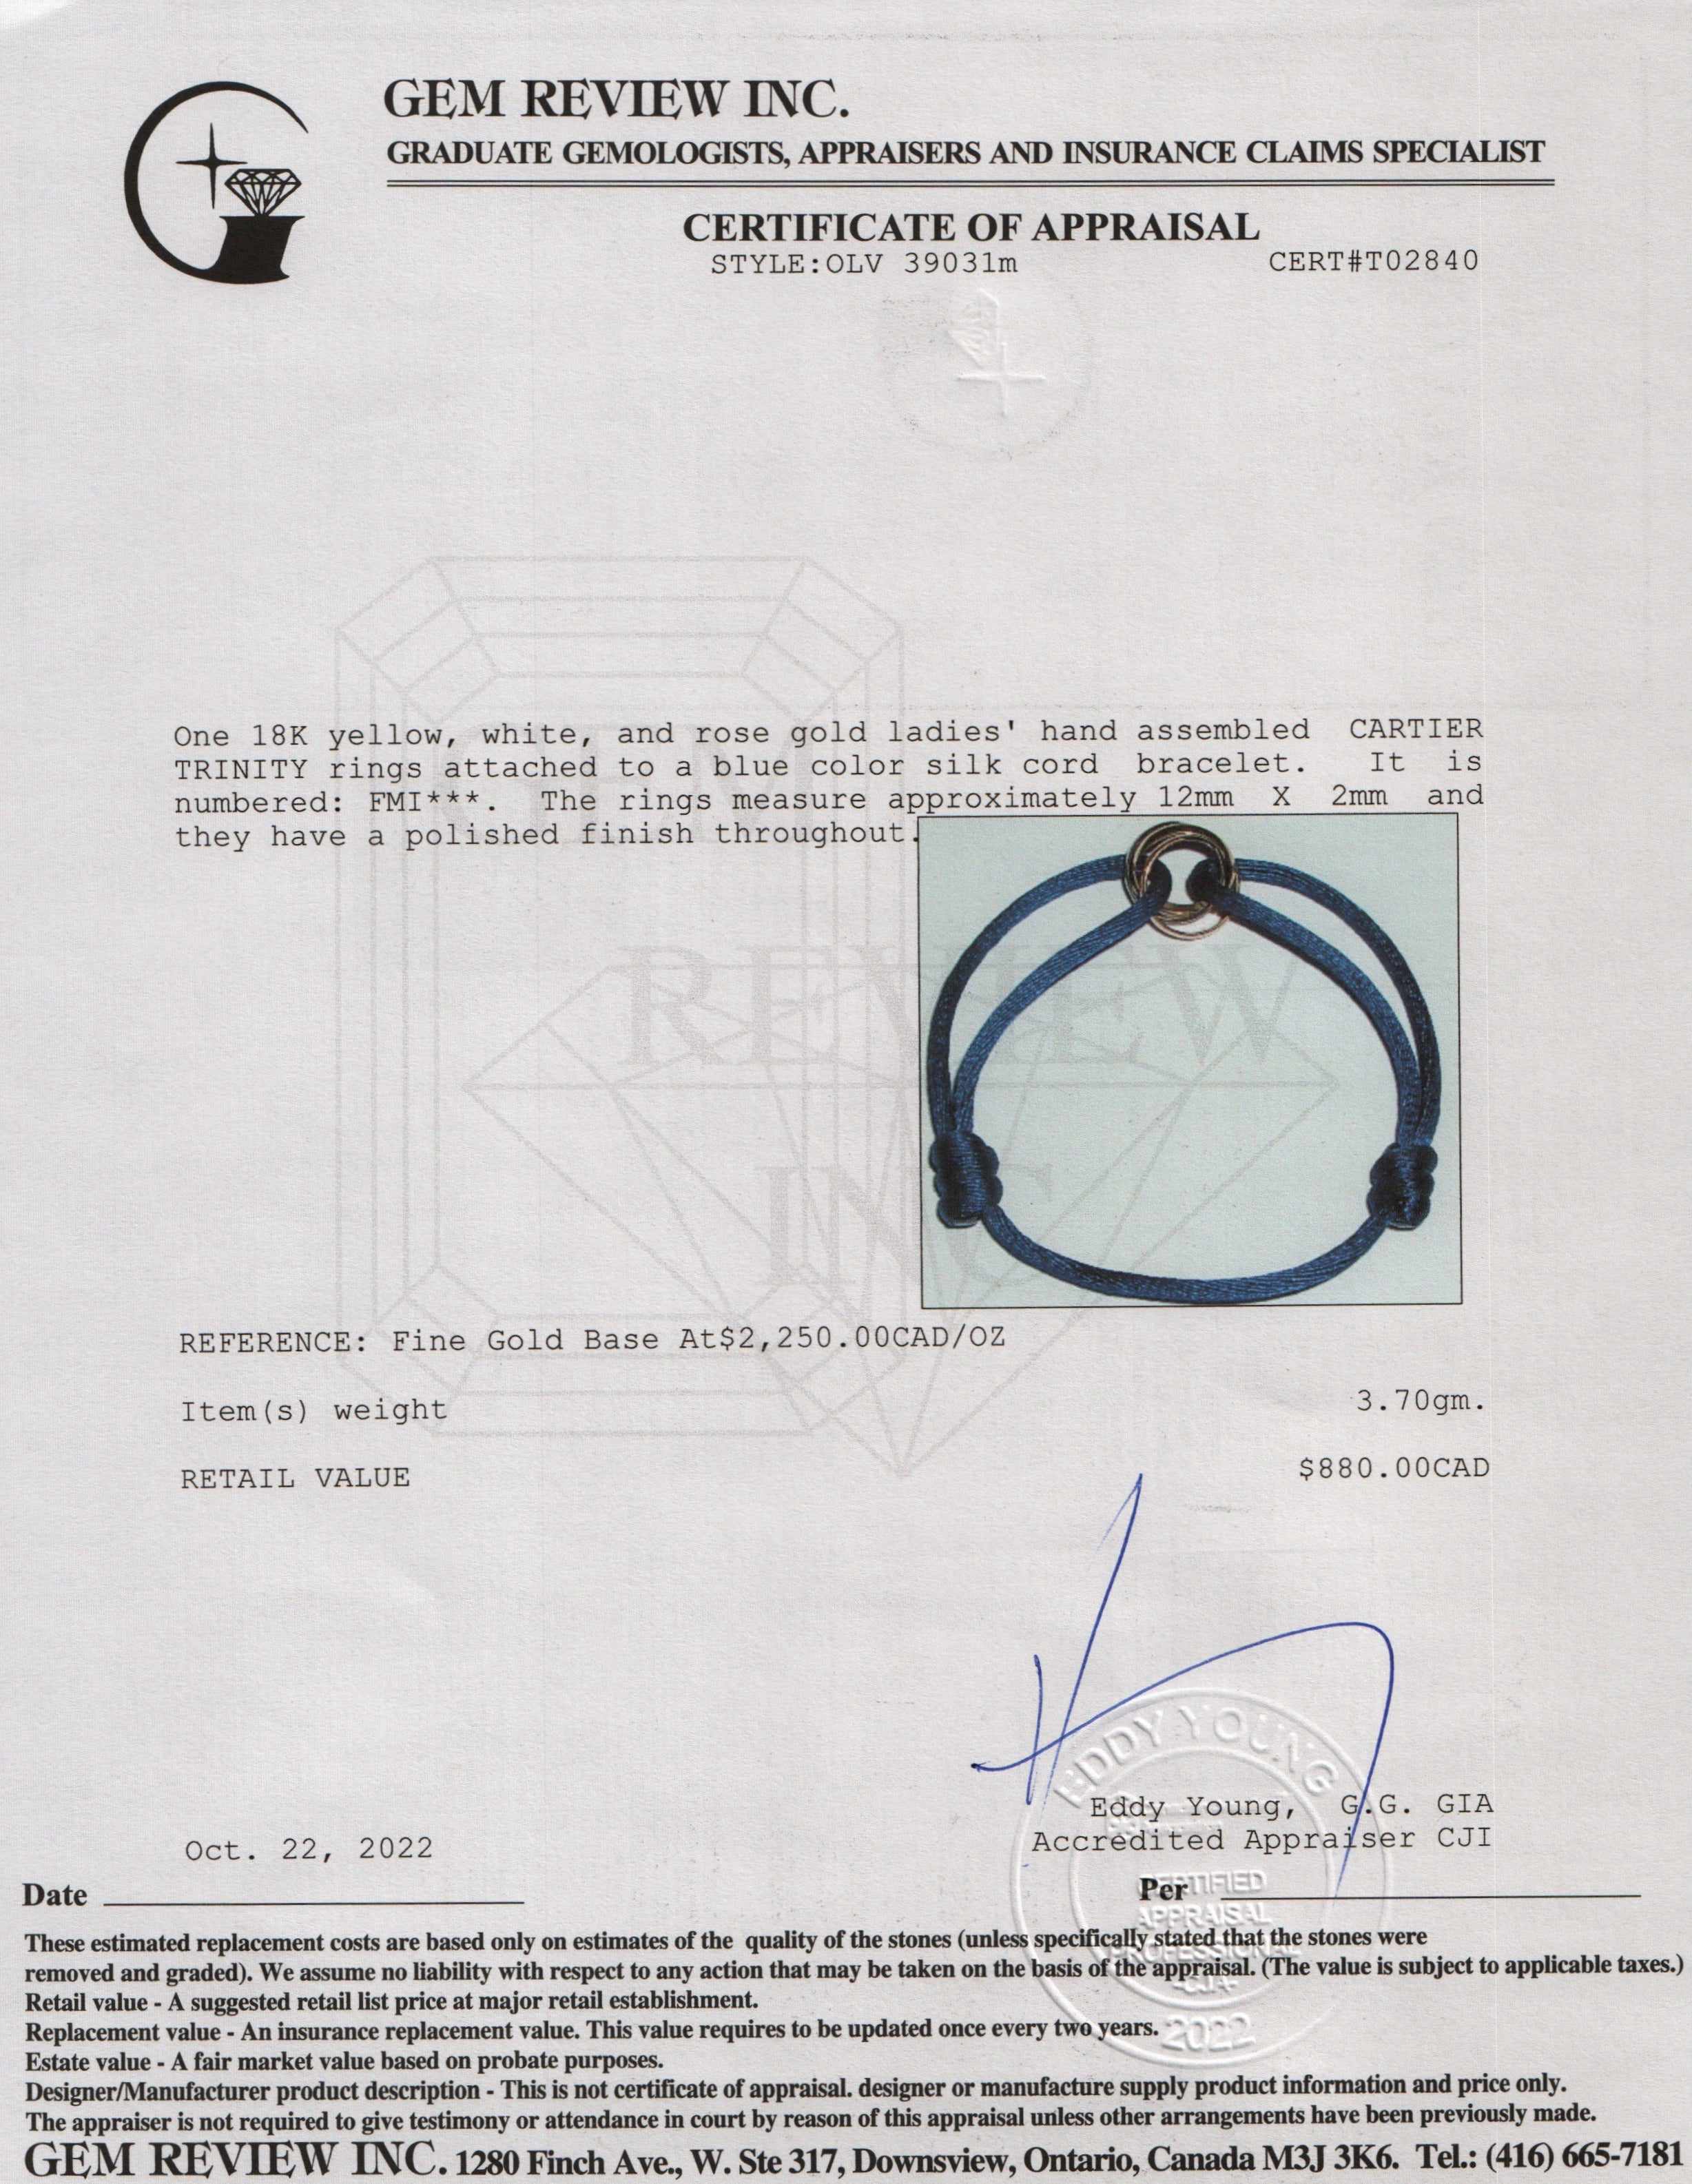 GEM REVIEW INC.
GRADUATE GEMOLOGISTS, APPRAISERS AND INSURANCE CLAIMS SPECIALIST
CERTIFICATE OF APPRAISAL
STYLE:OLV 39031m CERT#T02840
One 18K yellow, white, and rose gold ladies' hand assembled CARTIER
TRINITY rings attached to a blue color silk cord bracelet. It is
numbered: FMI***. The rings measure approximately 12mm X 2mm and
they have a polished finish throughout.
REVIEW
INC
REFERENCE: Fine Gold Base At$2,250.00CAD/OZ
Item(s) weight 3.70gm.
RETAIL VALUE $880.00CAD
EDDY YOUNG
Eddy Young, G.G. GIA
Accredited Appraiser CJI
Oct. 22, 2022
CERTIFIED
Date Per
APPRAISAL
PROFESSIONAL
2022
These estimated replacement costs are based only on estimates of the quality of the stones (unless specifically stated that the stones were
removed and graded). We assume no liability with respect to any action that may be taken on the basis of the appraisal. (The value is subject to applicable taxes.)
Retail value - A suggested retail list price at major retail establishment.
Replacement value - An insurance replacement value. This value requires to be updated once every two years.
Estate value - A fair market value based on probate purposes.
Designer/Manufacturer product description - This is not certificate of appraisal. designer or manufacture supply product information and price only.
The appraiser is not required to give testimony or attendance in court by reason of this appraisal unless other arrangements have been previously made.
GEM REVIEW INC. 1280 Finch Ave., W. Ste 317, Downsview, Ontario, Canada M3J 3K6. Tel.: (416) 665-7181